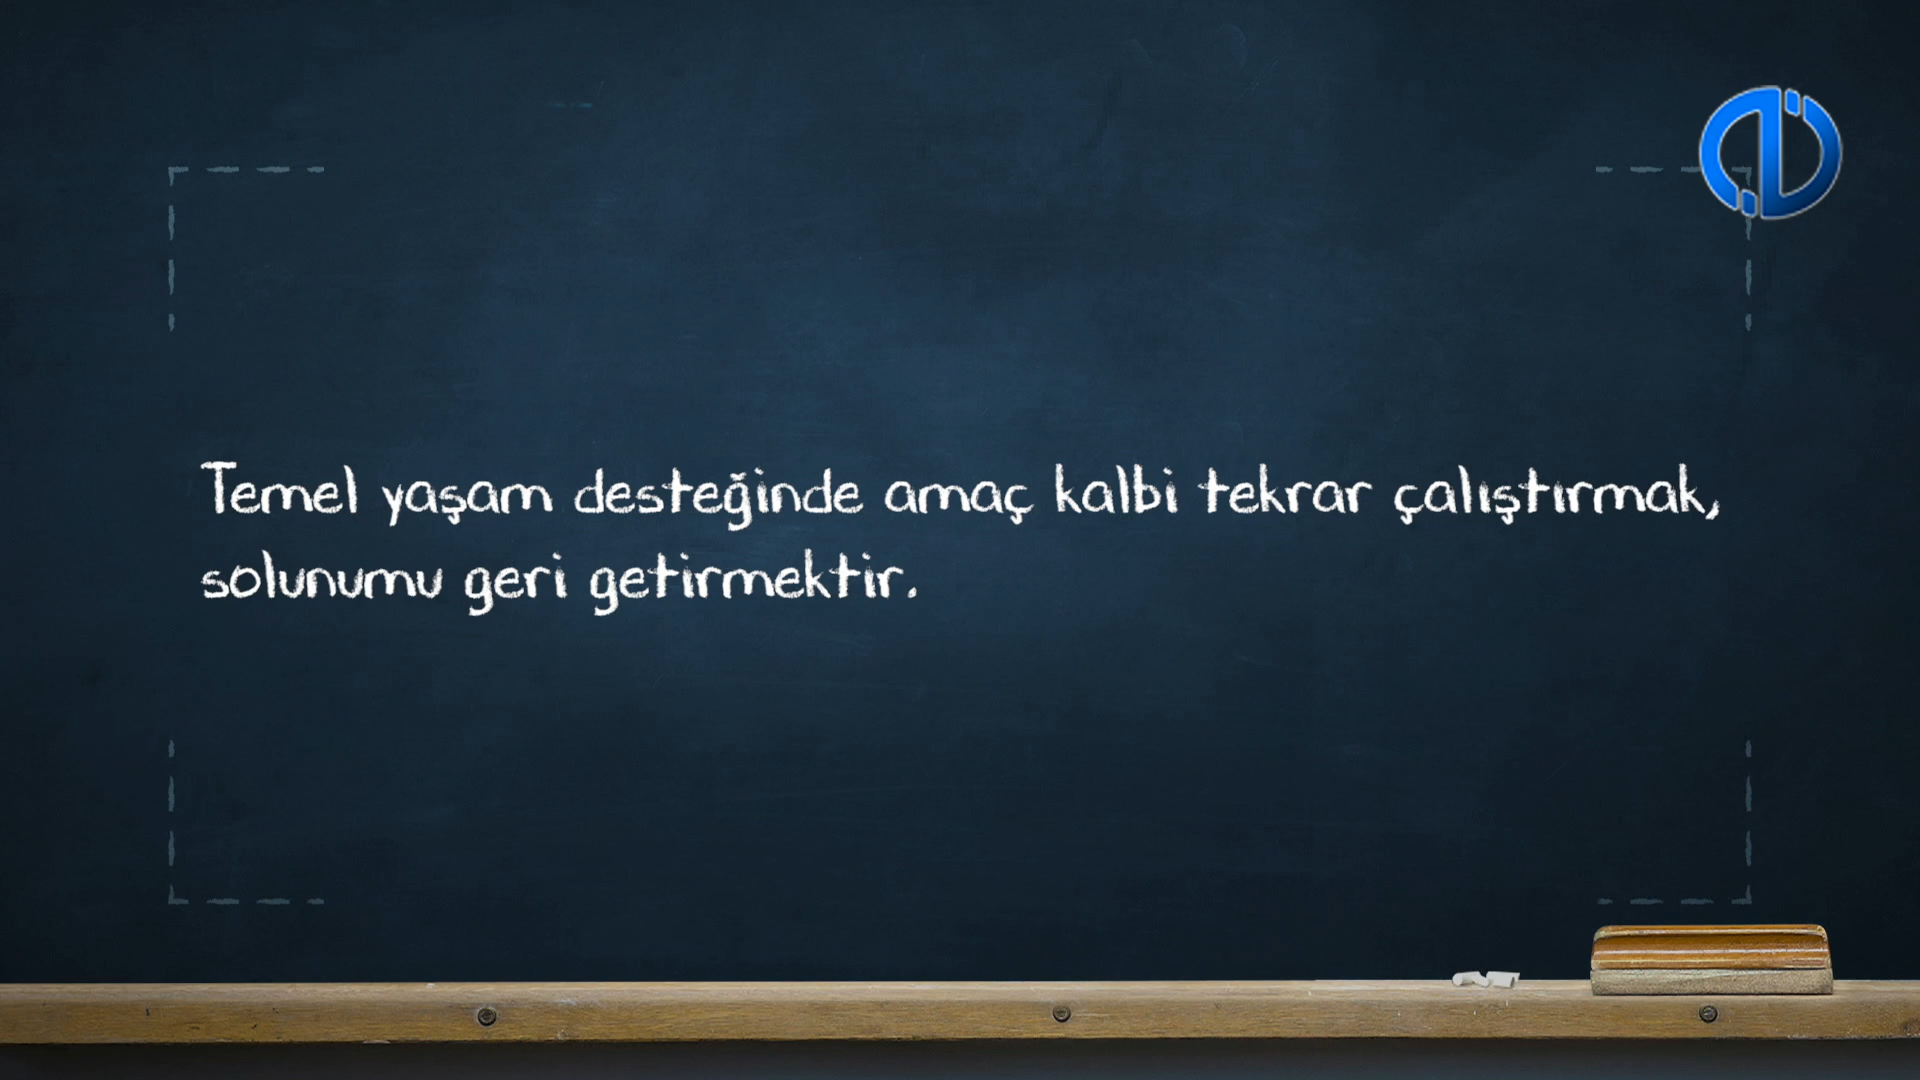 Temel yaşam desteğinde amaç kalbi tekrar çalıştırmak,
solunumu geri getirmektir.